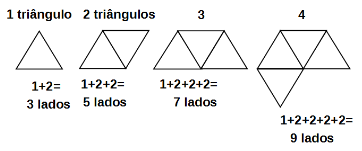 1 triângulo 2 triângulos 3 4
1+2=
3 lados
1+2+2=
5 lados
1+2+2+2=
7 lados
1+2+2+2+2=
9 lados